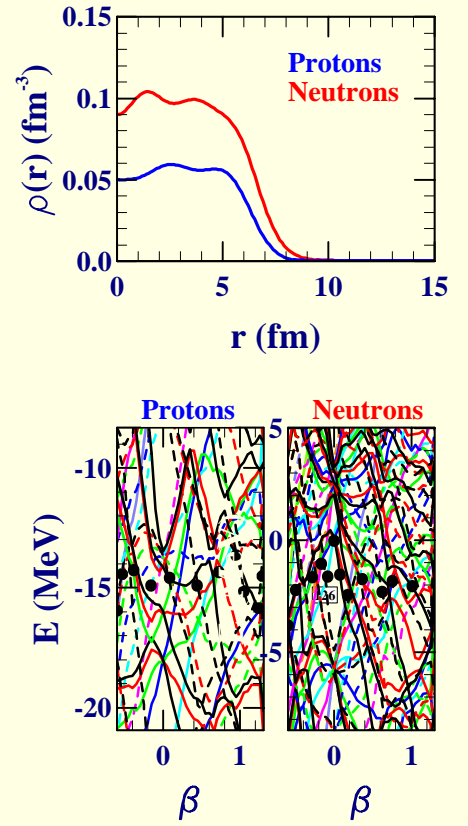 0.15
Protons
Neutrons
0.1
ρ(r) (fm⁻³)
0.05
0.0
0 5 10 15
r (fm)
Protons Neutrons
5
-10
0
E (MeV)
-15
126
-5
-20
0 1 0 1
β β